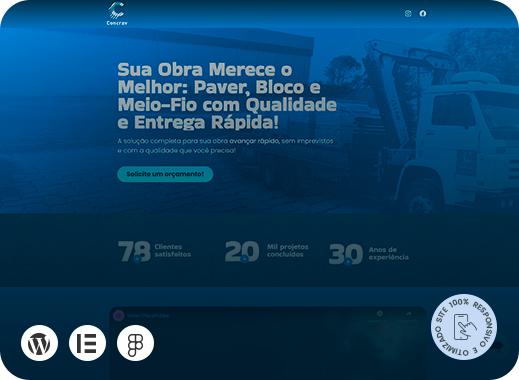 Concrav
Sua Obra Merece o
Melhor: Paver, Bloco e
Meio-Fio com Qualidade
e Entrega Rápida!
A solução completa para sua obra avançar rápido, sem imprevistos
e com a qualidade que você precisa!
Solicite um orçamento!
78 Clientes
satisfeitos
20 Mil projetos
concluídos
30 Anos de
experiência
SITE 100% RESPONSIVO E OTIMIZADO